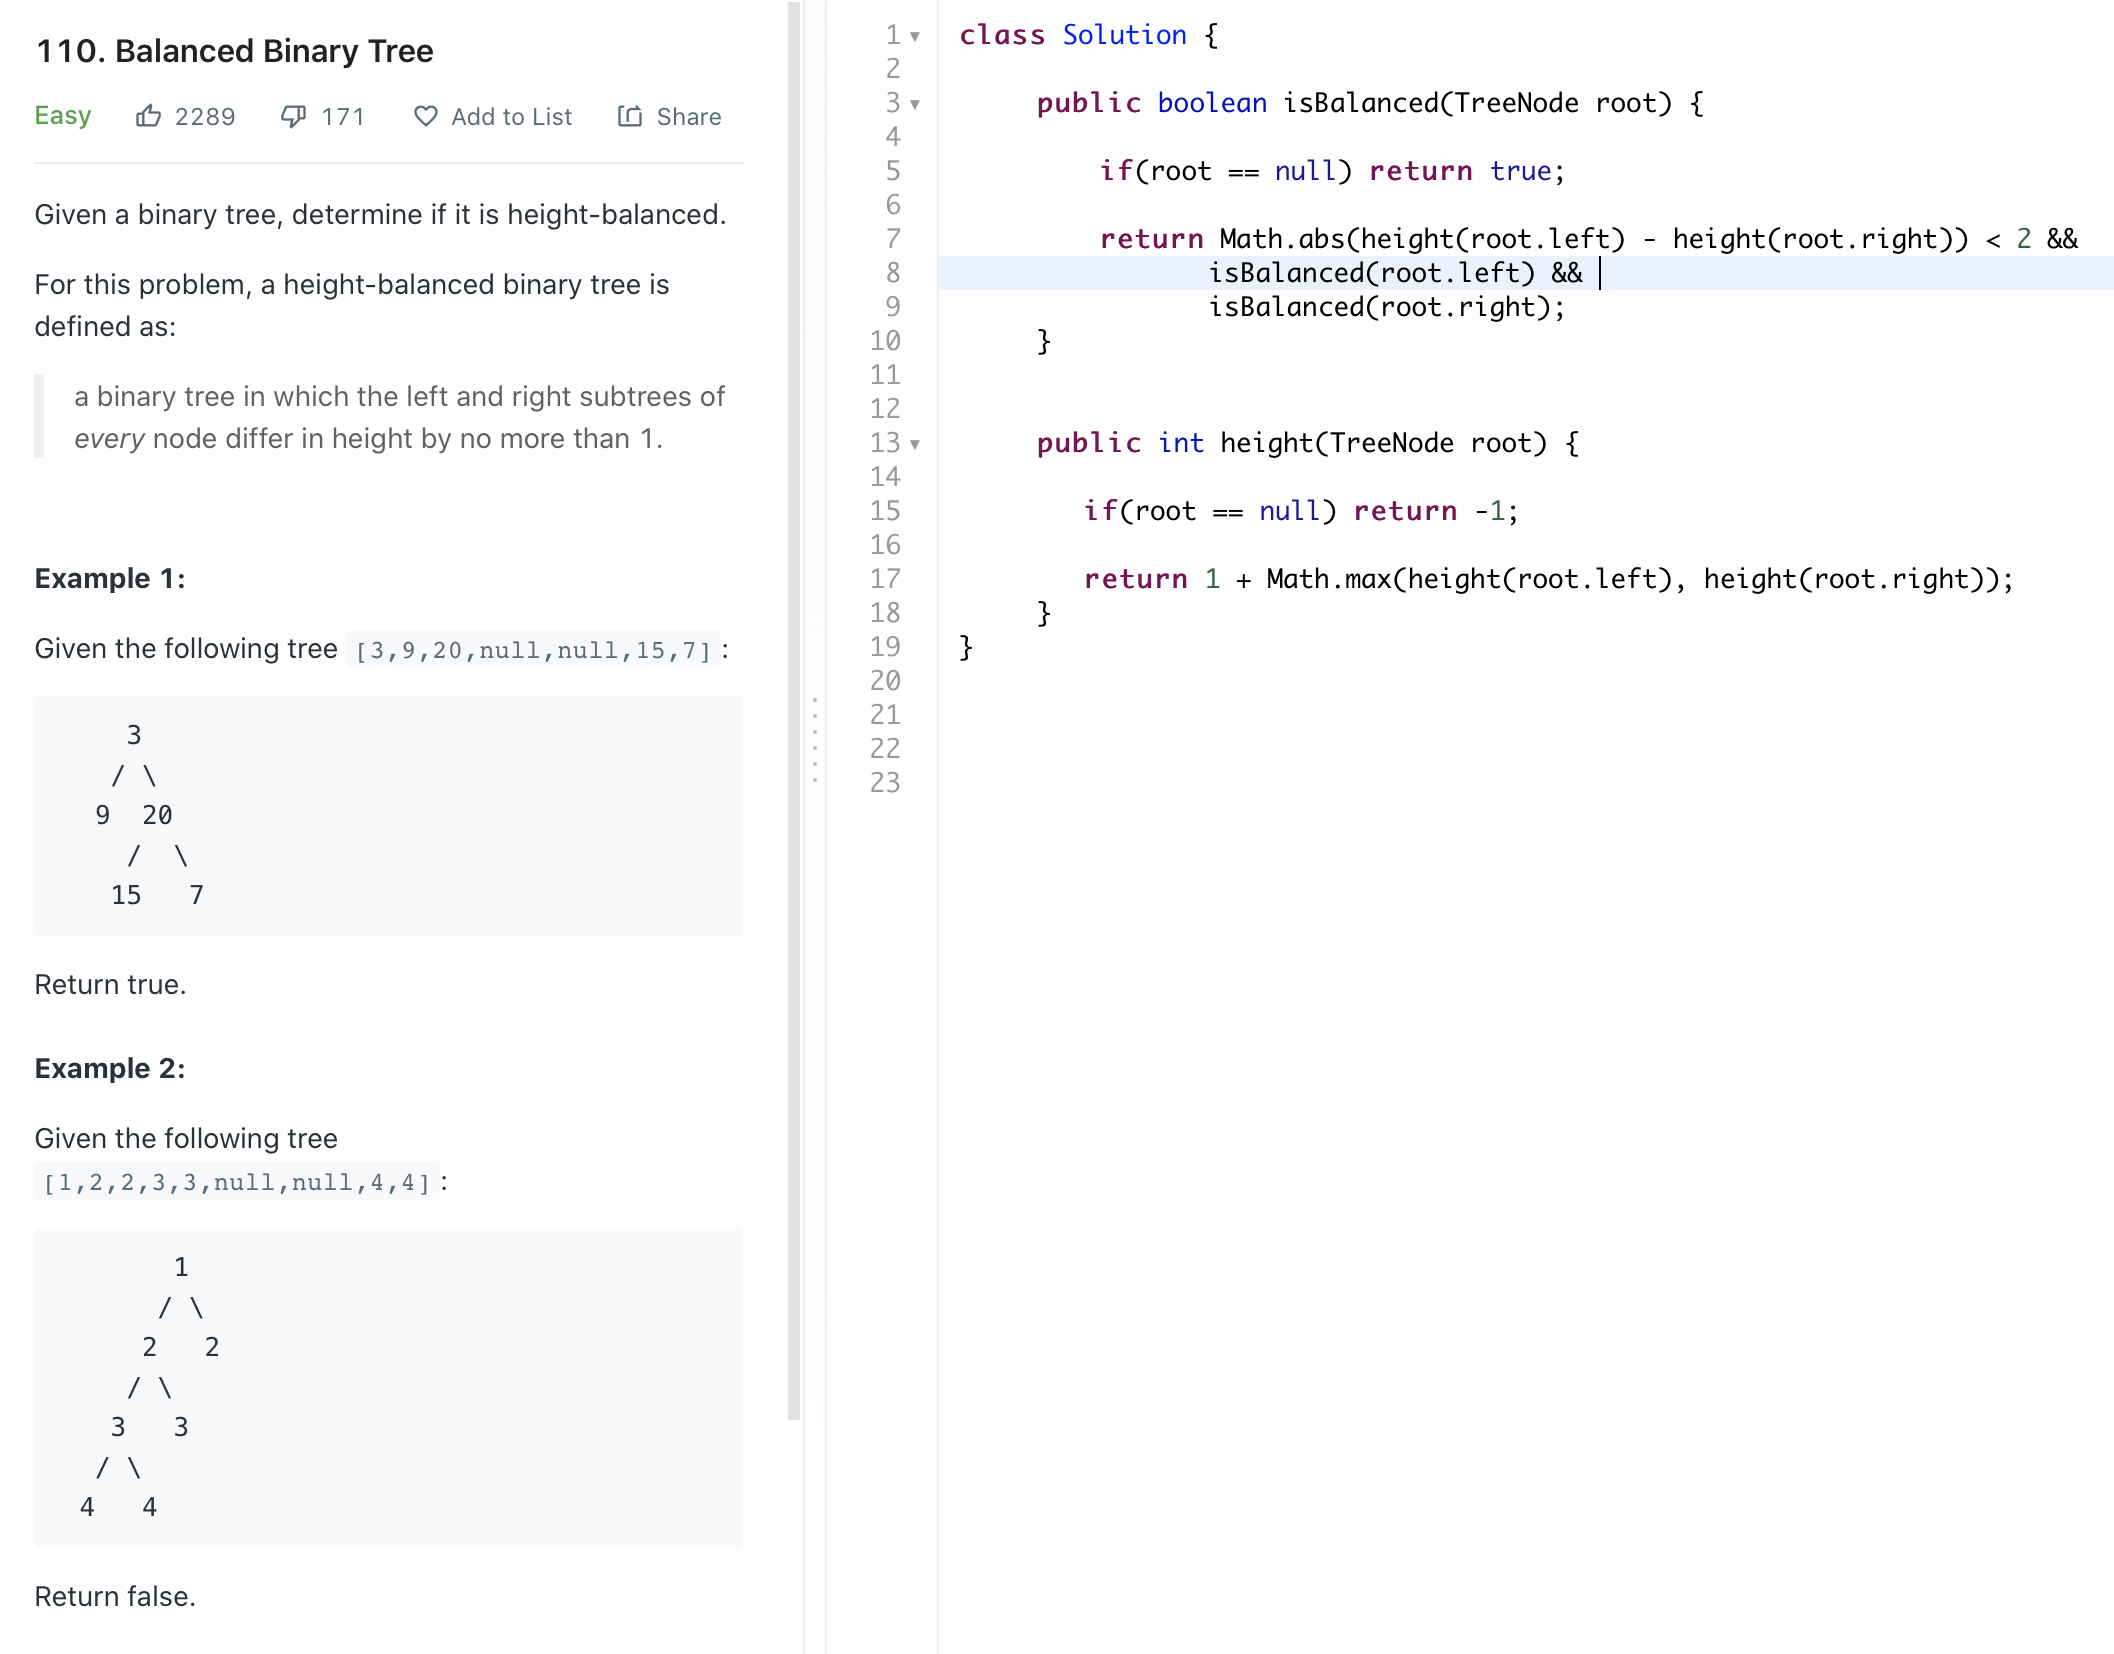 110. Balanced Binary Tree
Easy 2289 171 Add to List Share
Given a binary tree, determine if it is height-balanced.
For this problem, a height-balanced binary tree is
defined as:
a binary tree in which the left and right subtrees of
every node differ in height by no more than 1.
Example 1:
Given the following tree [3,9,20,null,null,15,7]:
3
/ \
9 20
/ \
15 7
Return true.
Example 2:
Given the following tree
[1,2,2,3,3,null,null,4,4]:
1
/ \
2 2
/ \
3 3
/ \
4 4
Return false.
1 class Solution {
2
3 public boolean isBalanced(TreeNode root) {
4
5 if(root == null) return true;
6
7 return Math.abs(height(root.left) - height(root.right)) < 2 &&
8 isBalanced(root.left) &&
9 isBalanced(root.right);
10 }
11
12
13 public int height(TreeNode root) {
14
15 if(root == null) return -1;
16
17 return 1 + Math.max(height(root.left), height(root.right));
18 }
19 }
20
21
22
23